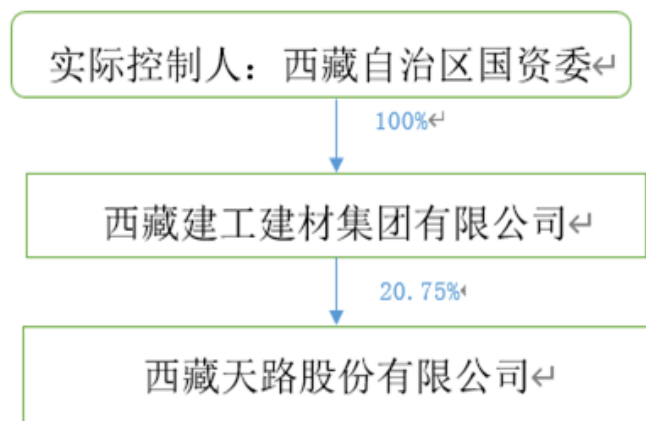 实际控制人：西藏自治区国资委
100%
西藏建工建材集团有限公司
20.75%
西藏天路股份有限公司